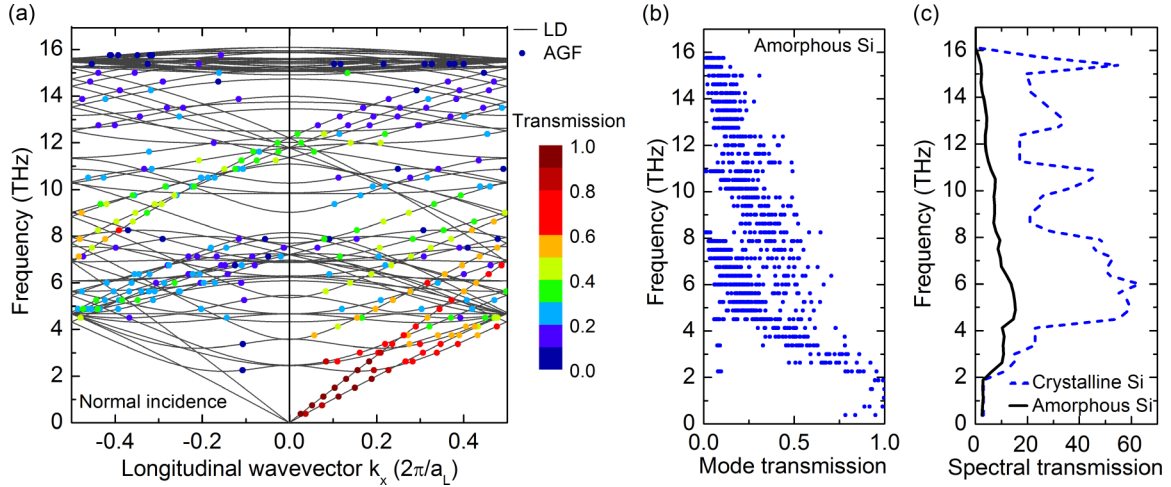 (a)
LD
AGF
Transmission
1.0
0.8
0.6
0.4
0.2
0.0
Frequency (THz)
16
14
12
10
8
6
4
2
0
Normal incidence
-0.4 -0.2 0.0 0.2 0.4
Longitudinal wavevector kₓ (2π/a_L)
(b)
Amorphous Si
Frequency (THz)
16
14
12
10
8
6
4
2
0
0.0 0.5 1.0
Mode transmission
(c)
Frequency (THz)
16
14
12
10
8
6
4
2
0
Crystalline Si
Amorphous Si
0 20 40 60
Spectral transmission